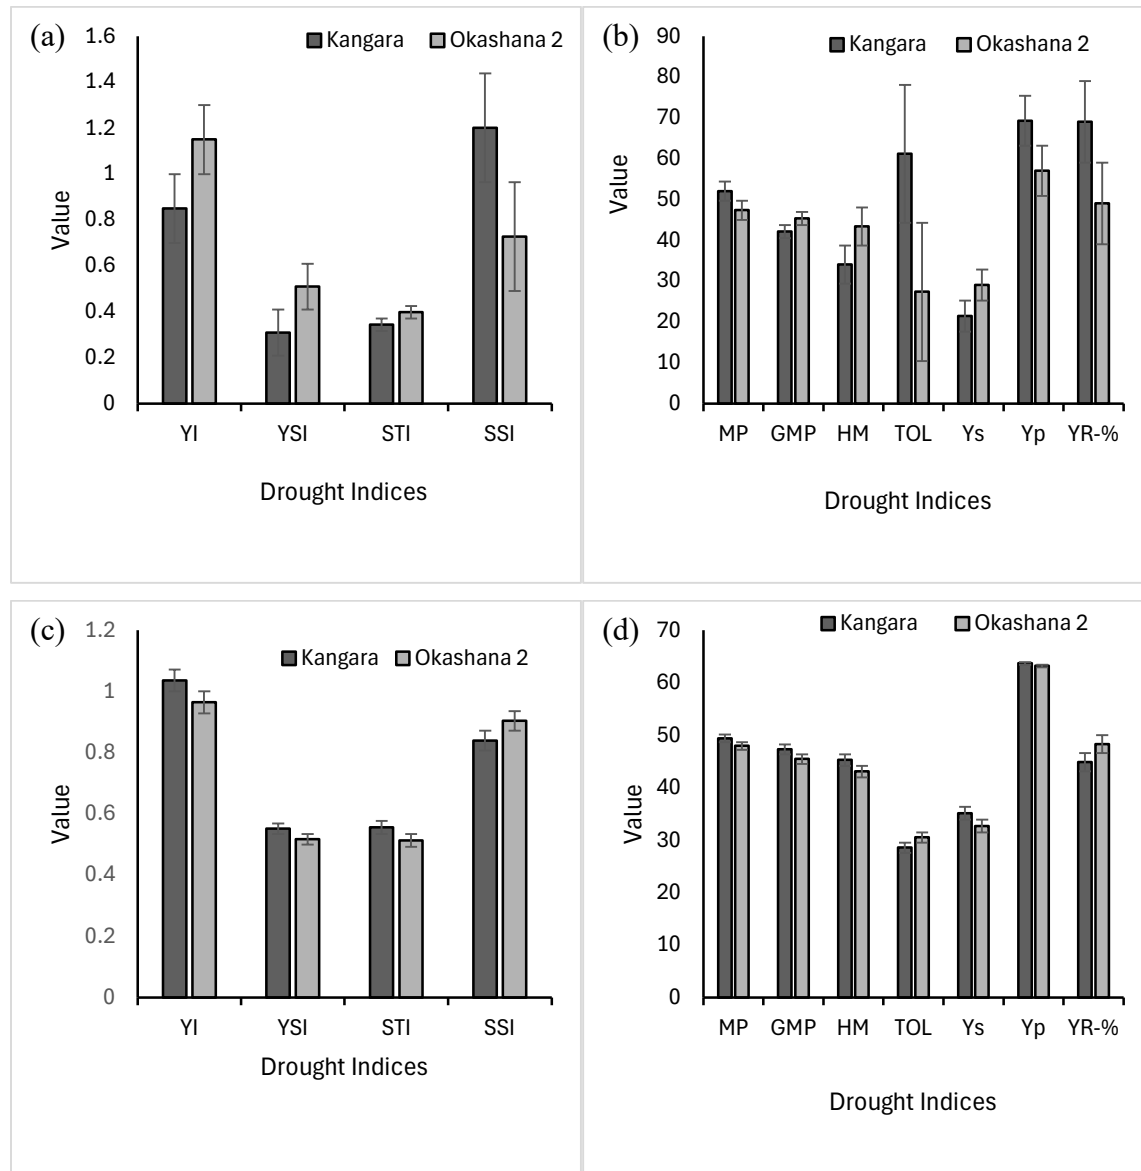 (a)
Kangara Okashana 2
1.6
1.4
1.2
1
0.8
0.6
0.4
0.2
0
Value
YI YSI STI SSI
Drought Indices
(b)
Kangara Okashana 2
90
80
70
60
50
40
30
20
10
0
Value
MP GMP HM TOL Ys Yp YR-%
Drought Indices
(c)
Kangara Okashana 2
1.2
1
0.8
0.6
0.4
0.2
0
Value
YI YSI STI SSI
Drought Indices
(d)
Kangara Okashana 2
70
60
50
40
30
20
10
0
Value
MP GMP HM TOL Ys Yp YR-%
Drought Indices